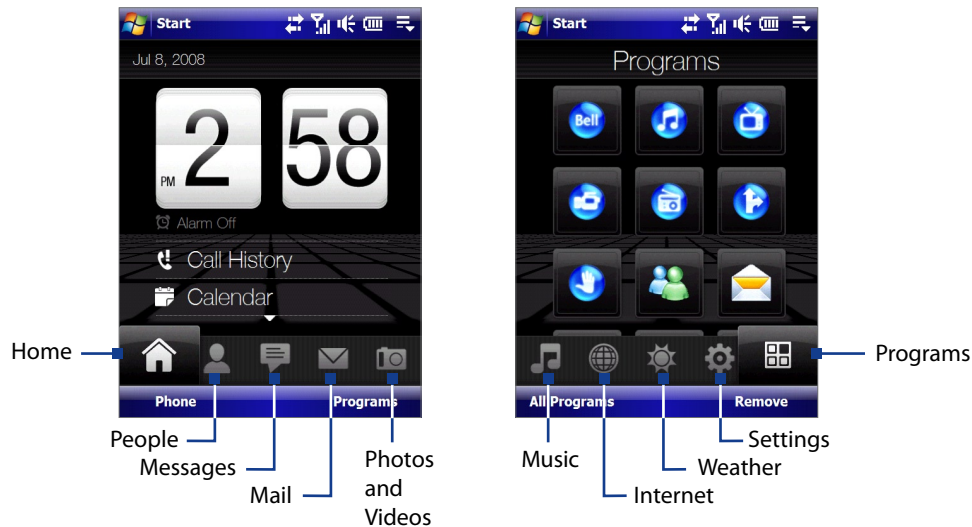 Start
Jul 8, 2008
2
PM
58
Alarm Off
Call History
Calendar
Phone
Programs
Home
People
Messages
Mail
Photos
and
Videos
Start
Programs
Bell
All Programs
Remove
Programs
Music
Internet
Weather
Settings